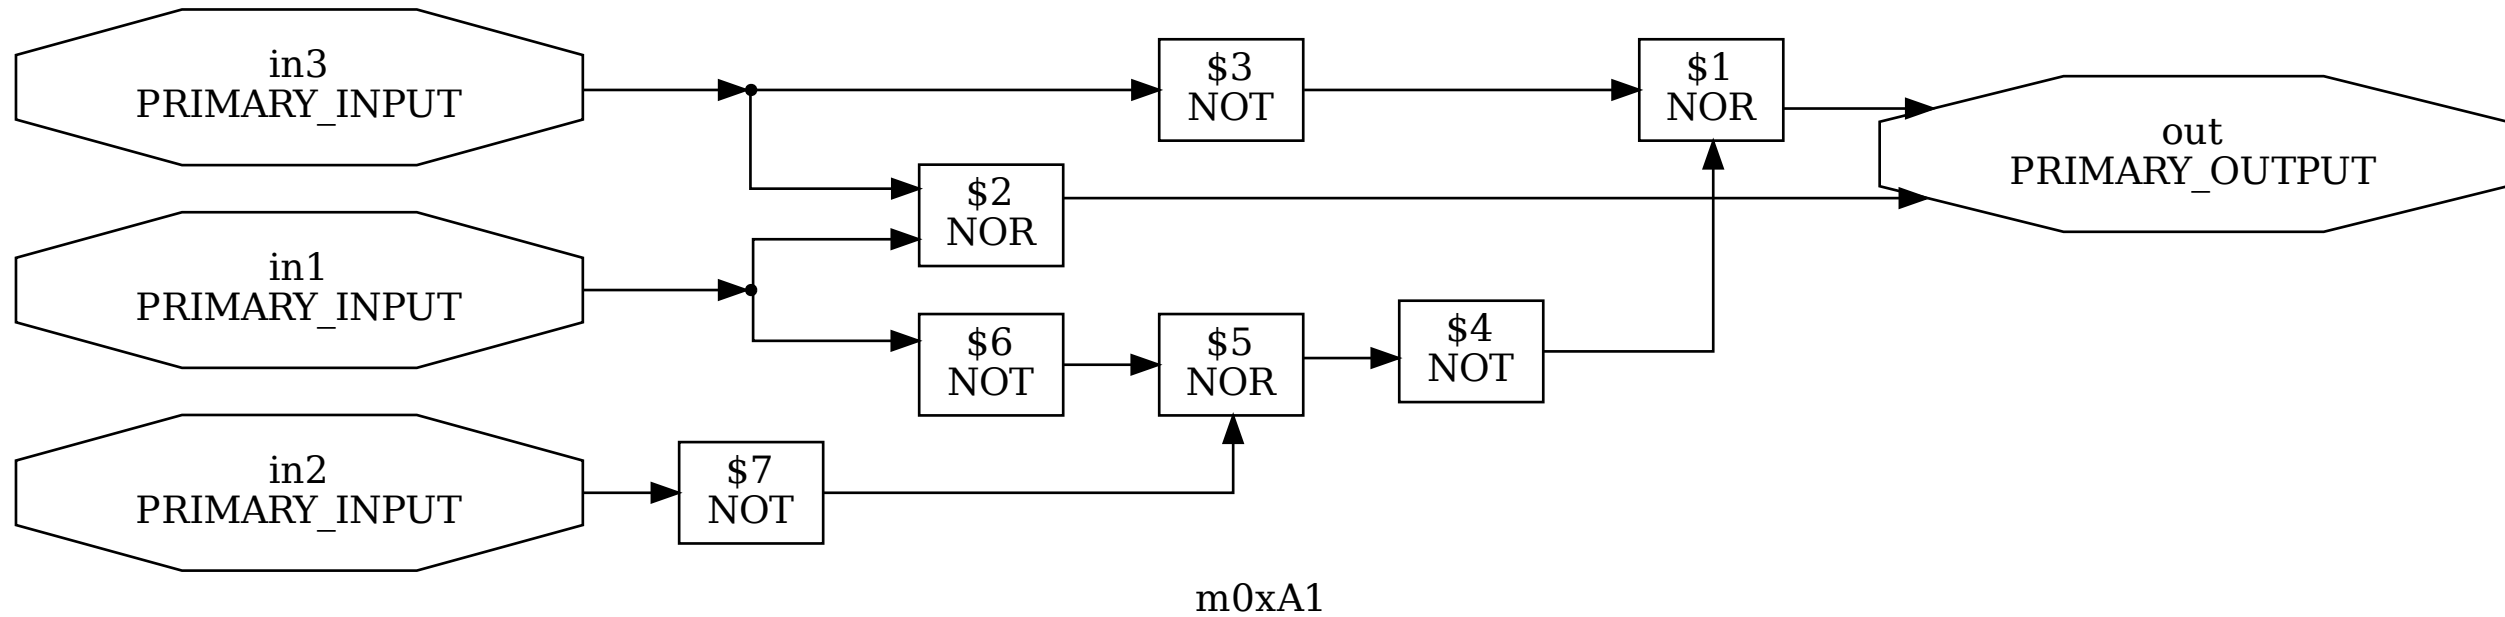 in3
PRIMARY_INPUT
$3
NOT
$1
NOR
out
PRIMARY_OUTPUT
$2
NOR
in1
PRIMARY_INPUT
$6
NOT
$5
NOR
$4
NOT
in2
PRIMARY_INPUT
$7
NOT
m0xA1